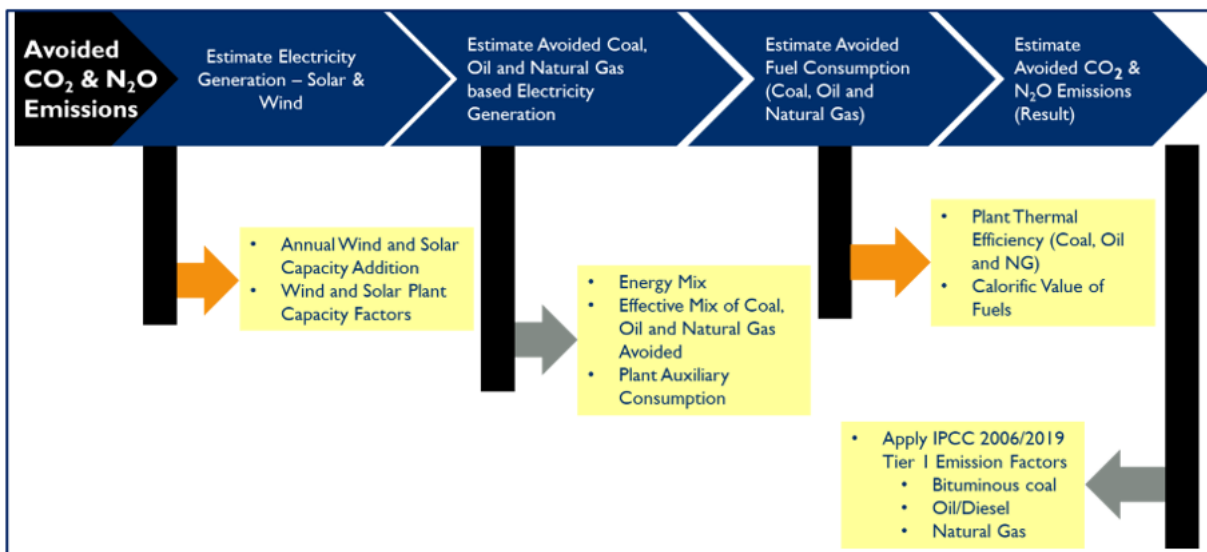 Avoided
CO₂ & N₂O
Emissions
Estimate Electricity
Generation – Solar &
Wind
Estimate Avoided Coal,
Oil and Natural Gas
based Electricity
Generation
Estimate Avoided
Fuel Consumption
(Coal, Oil and
Natural Gas)
Estimate
Avoided CO₂ &
N₂O Emissions
(Result)
• Annual Wind and Solar
Capacity Addition
• Wind and Solar Plant
Capacity Factors
• Energy Mix
• Effective Mix of Coal,
Oil and Natural Gas
Avoided
• Plant Auxiliary
Consumption
• Plant Thermal
Efficiency (Coal, Oil
and NG)
• Calorific Value of
Fuels
• Apply IPCC 2006/2019
Tier 1 Emission Factors
• Bituminous coal
• Oil/Diesel
• Natural Gas